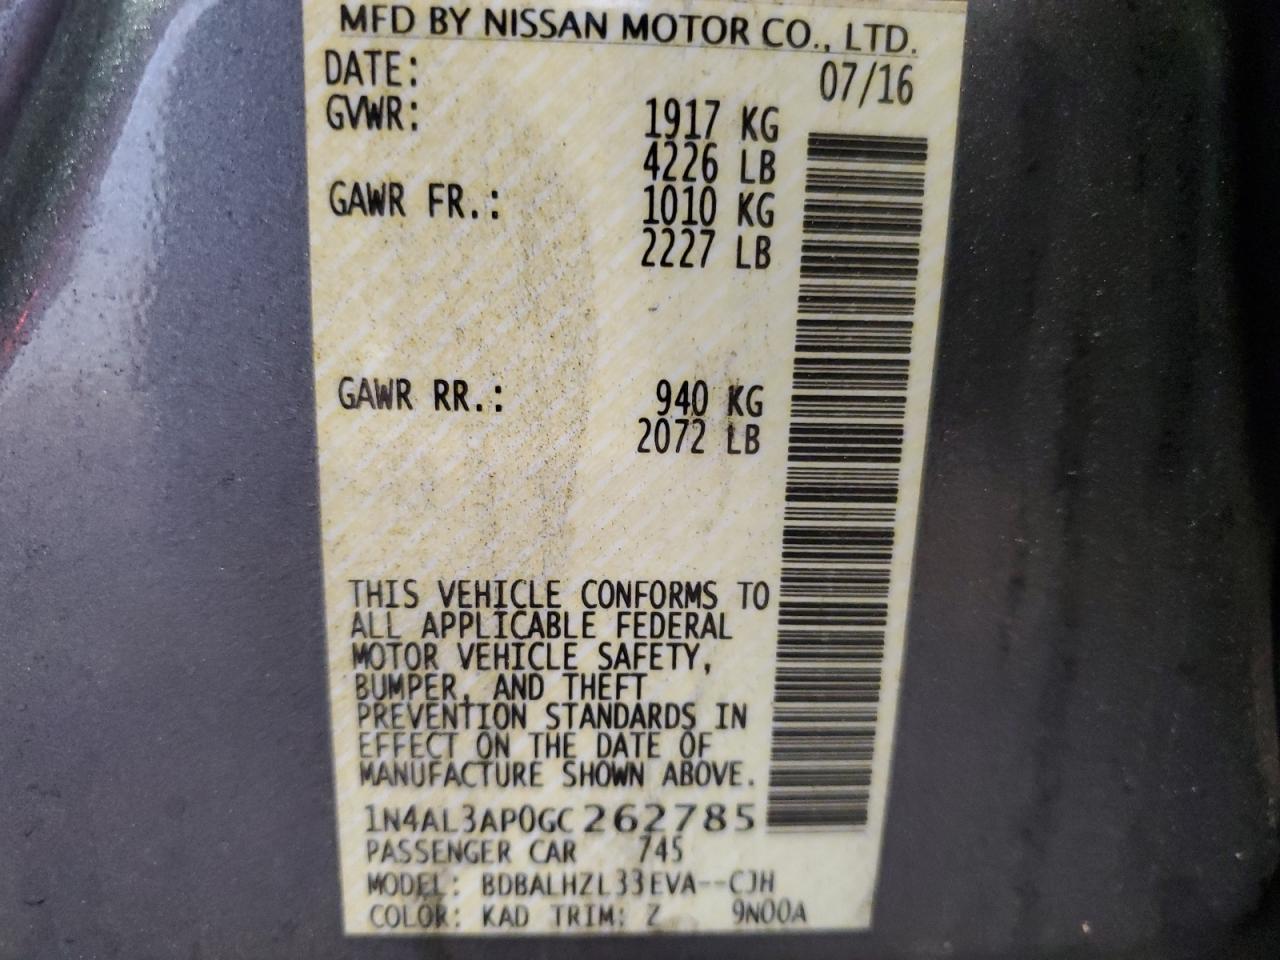 MFD BY NISSAN MOTOR CO., LTD.
DATE: 07/16
GVWR: 1917 KG
4226 LB
GAWR FR.: 1010 KG
2227 LB
GAWR RR.: 940 KG
2072 LB
THIS VEHICLE CONFORMS TO
ALL APPLICABLE FEDERAL
MOTOR VEHICLE SAFETY,
BUMPER, AND THEFT
PREVENTION STANDARDS IN
EFFECT ON THE DATE OF
MANUFACTURE SHOWN ABOVE.
1N4AL3AP0GC262785
PASSENGER CAR 745
MODEL: BDBALHZL33EVA--CJH
COLOR: KAD TRIM: Z 9N00A